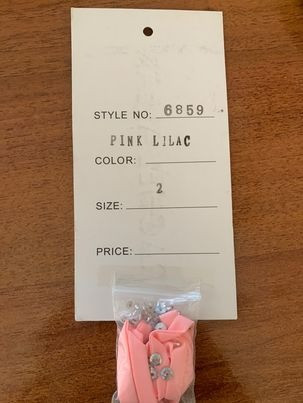 STYLE NO: 6859
PINK LILAC
COLOR:
2
SIZE:
PRICE: